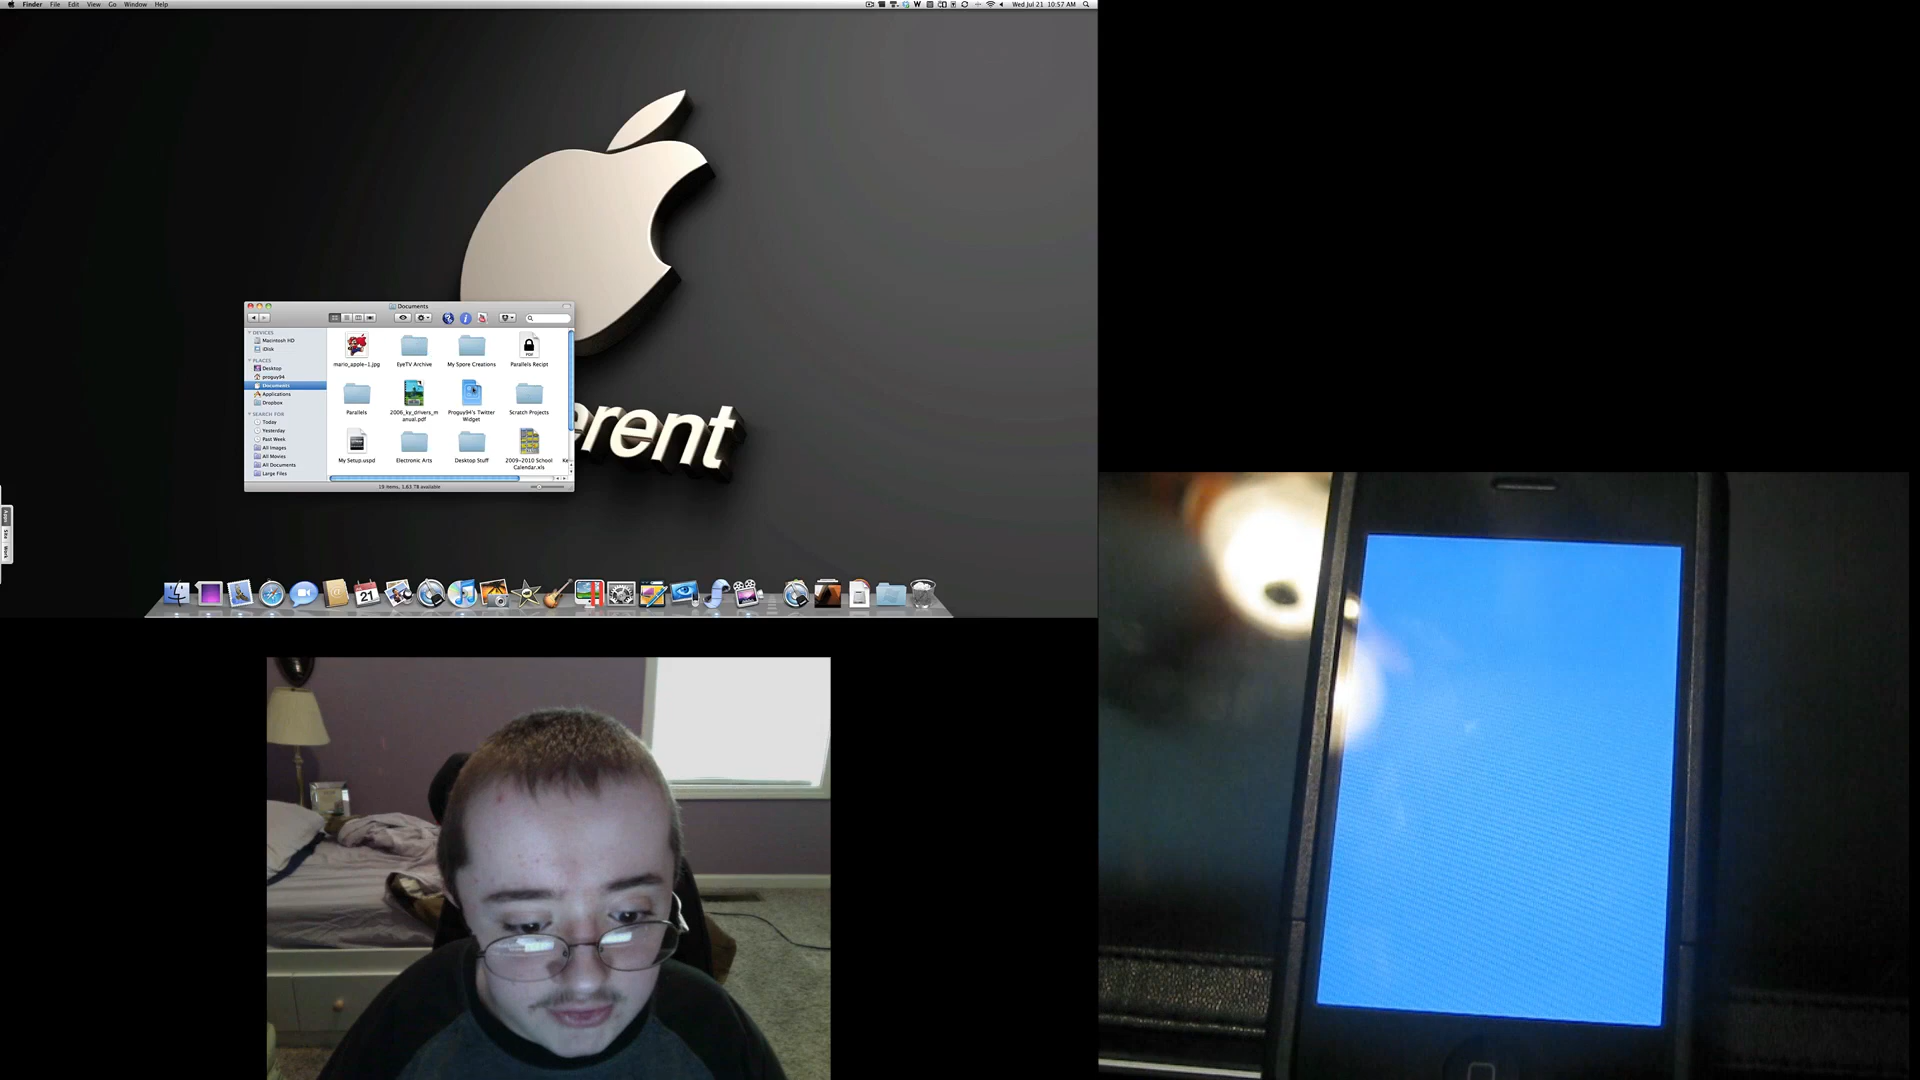 Finder File Edit View Go Window Help
W Wed Jul 21 10:57 AM
Documents
DEVICES
Macintosh HD
iDisk
PLACES
Desktop
proguy94
Documents
Applications
Dropbox
SEARCH FOR
Today
Yesterday
Past Week
All Images
All Movies
All Documents
Large Files
mario_apple-1.jpg EyeTV Archive My Spore Creations Parallels Recipt
Parallels 2006_ky_drivers_m
anual.pdf Proguy94's Twitter
Widget Scratch Projects
My Setup.uspd Electronic Arts Desktop Stuff 2009-2010 School
Calendar.xls Ke
19 items, 1.63 TB available
erent
21